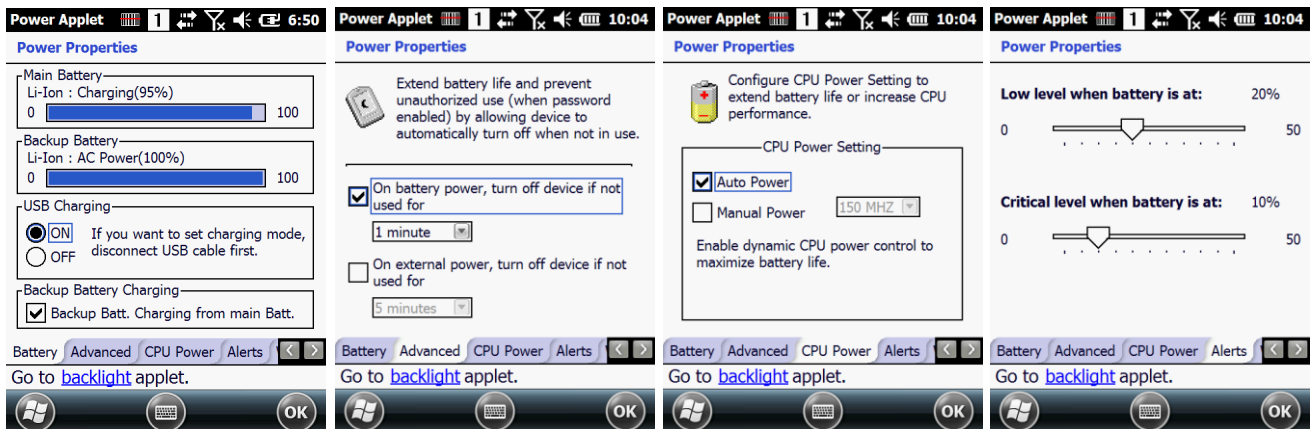 Power Applet 1 6:50
Power Properties
Main Battery
Li-Ion : Charging(95%)
0 100
Backup Battery
Li-Ion : AC Power(100%)
0 100
USB Charging
ON If you want to set charging mode,
OFF disconnect USB cable first.
Backup Battery Charging
Backup Batt. Charging from main Batt.
Battery Advanced CPU Power Alerts
Go to backlight applet.
OK
Power Applet 1 10:04
Power Properties
Extend battery life and prevent
unauthorized use (when password
enabled) by allowing device to
automatically turn off when not in use.
On battery power, turn off device if not
used for
1 minute
On external power, turn off device if not
used for
5 minutes
Battery Advanced CPU Power Alerts
Go to backlight applet.
OK
Power Applet 1 10:04
Power Properties
Configure CPU Power Setting to
extend battery life or increase CPU
performance.
CPU Power Setting
Auto Power
Manual Power 150 MHZ
Enable dynamic CPU power control to
maximize battery life.
Battery Advanced CPU Power Alerts
Go to backlight applet.
OK
Power Applet 1 10:04
Power Properties
Low level when battery is at: 20%
0 50
Critical level when battery is at: 10%
0 50
Battery Advanced CPU Power Alerts
Go to backlight applet.
OK